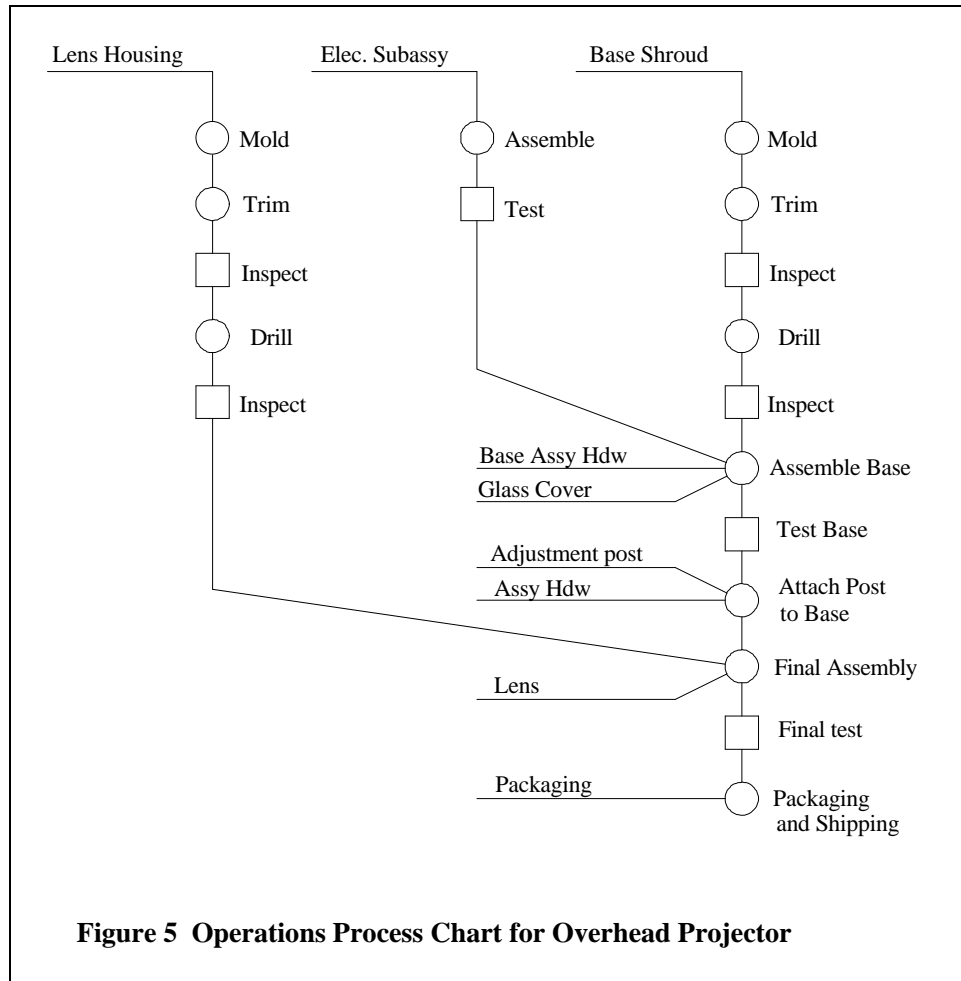 Lens Housing
Elec. Subassy
Base Shroud
Mold
Assemble
Mold
Trim
Test
Trim
Inspect
Inspect
Drill
Drill
Inspect
Inspect
Base Assy Hdw
Assemble Base
Glass Cover
Test Base
Adjustment post
Assy Hdw
Attach Post
to Base
Final Assembly
Lens
Final test
Packaging
Packaging
and Shipping
Figure 5 Operations Process Chart for Overhead Projector